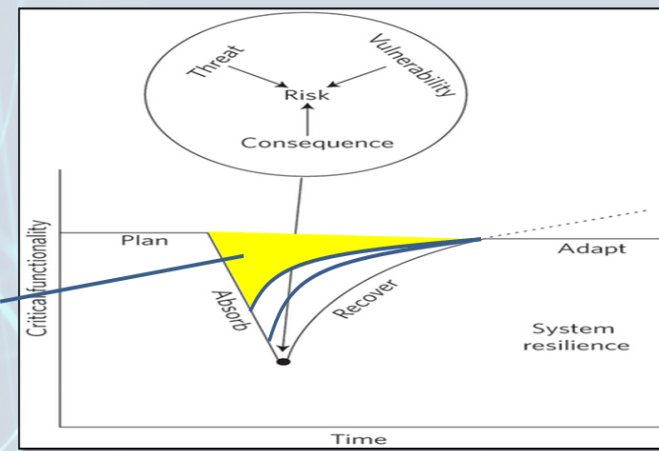 Threat
Vulnerability
Risk
Consequence
Critical functionality
Plan
Absorb
Recover
Adapt
System
resilience
Time